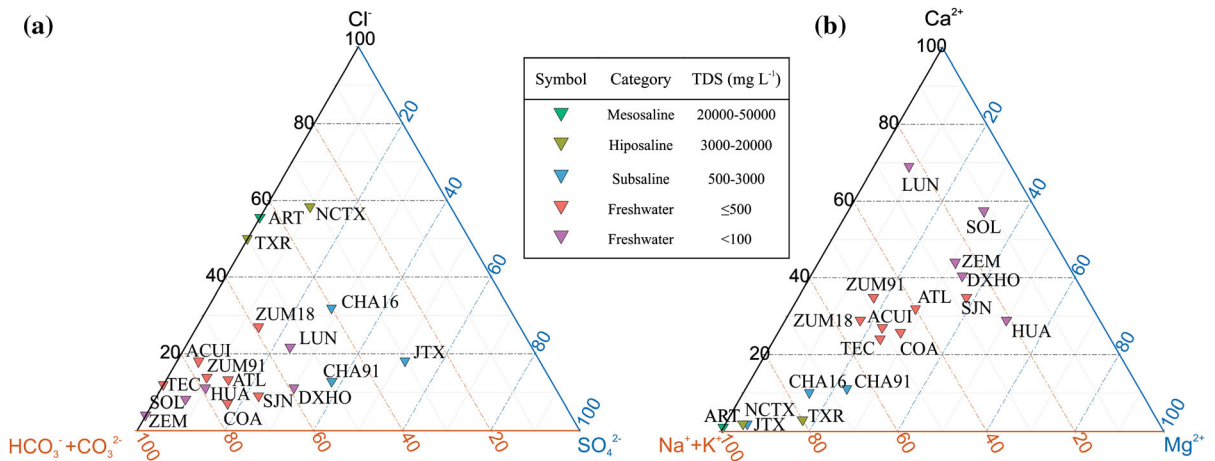 (a)
Cl⁻
100
80
20
60
ART
NCTX
TXR
40
40
60
ZUM18
CHA16
LUN
20
ACUI
ZUM91
JTX
80
TEC
ATL
CHA91
SOL
HUA
SJN
DXHO
ZEM
COA
100
HCO₃⁻+CO₃²⁻
100
80
60
40
20
SO₄²⁻
Symbol Category TDS (mg L⁻¹)
Mesosaline 20000-50000
Hiposaline 3000-20000
Subsaline 500-3000
Freshwater ≤500
Freshwater <100
(b)
Ca²⁺
100
80
20
LUN
60
40
SOL
ZEM
40
DXHO
60
ZUM91
ATL
SJN
ZUM18
ACUI
HUA
TEC
COA
20
80
CHA16
CHA91
ART
NCTX
TXR
JTX
100
Na⁺+K⁺
100
80
60
40
20
Mg²⁺